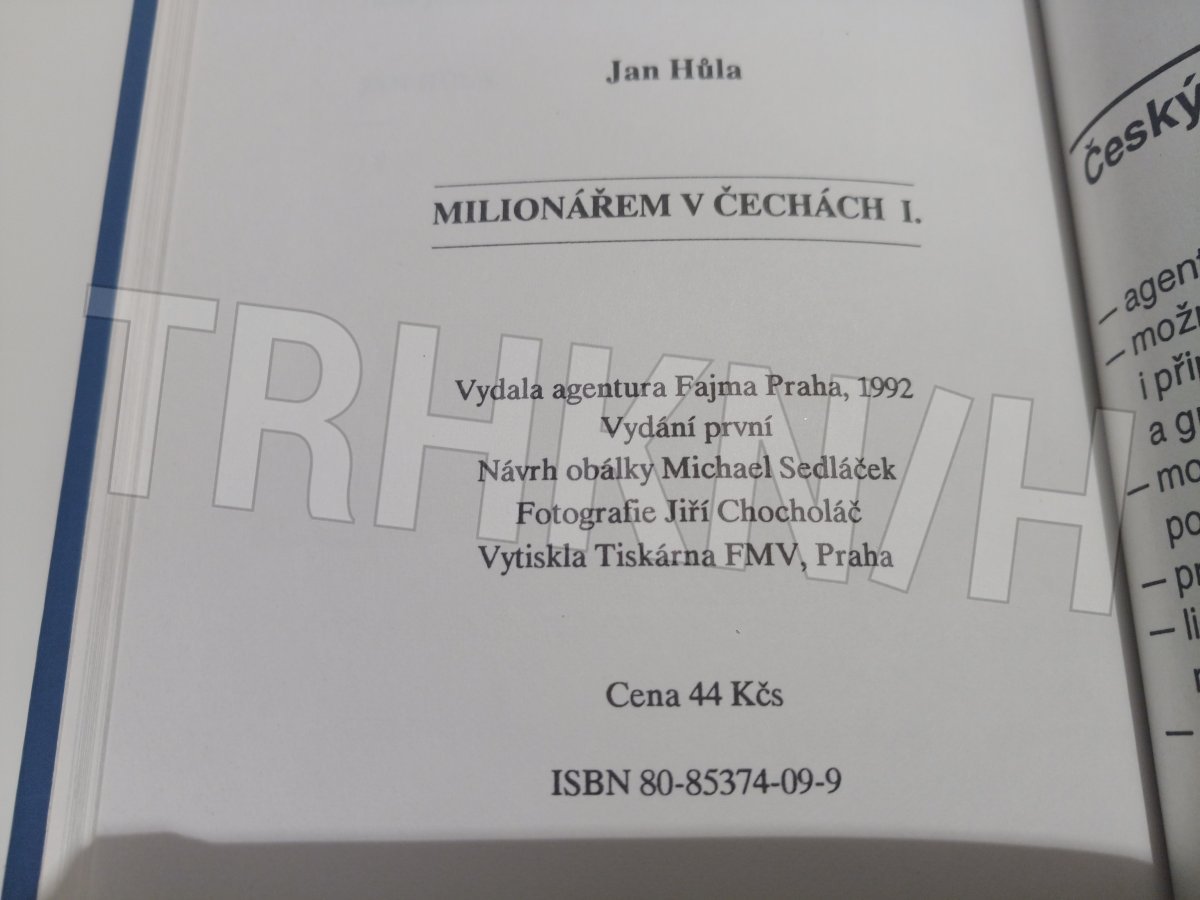 Jan Hůla
MILIONÁŘEM V ČECHÁCH I.
Vydala agentura Fajma Praha, 1992
Vydání první
Návrh obálky Michael Sedláček
Fotografie Jiří Chocholáč
Vytiskla Tiskárna FMV, Praha
Cena 44 Kčs
ISBN 80-85374-09-9
TRHKNIH
český
–
–
i
a
–
–
–
–